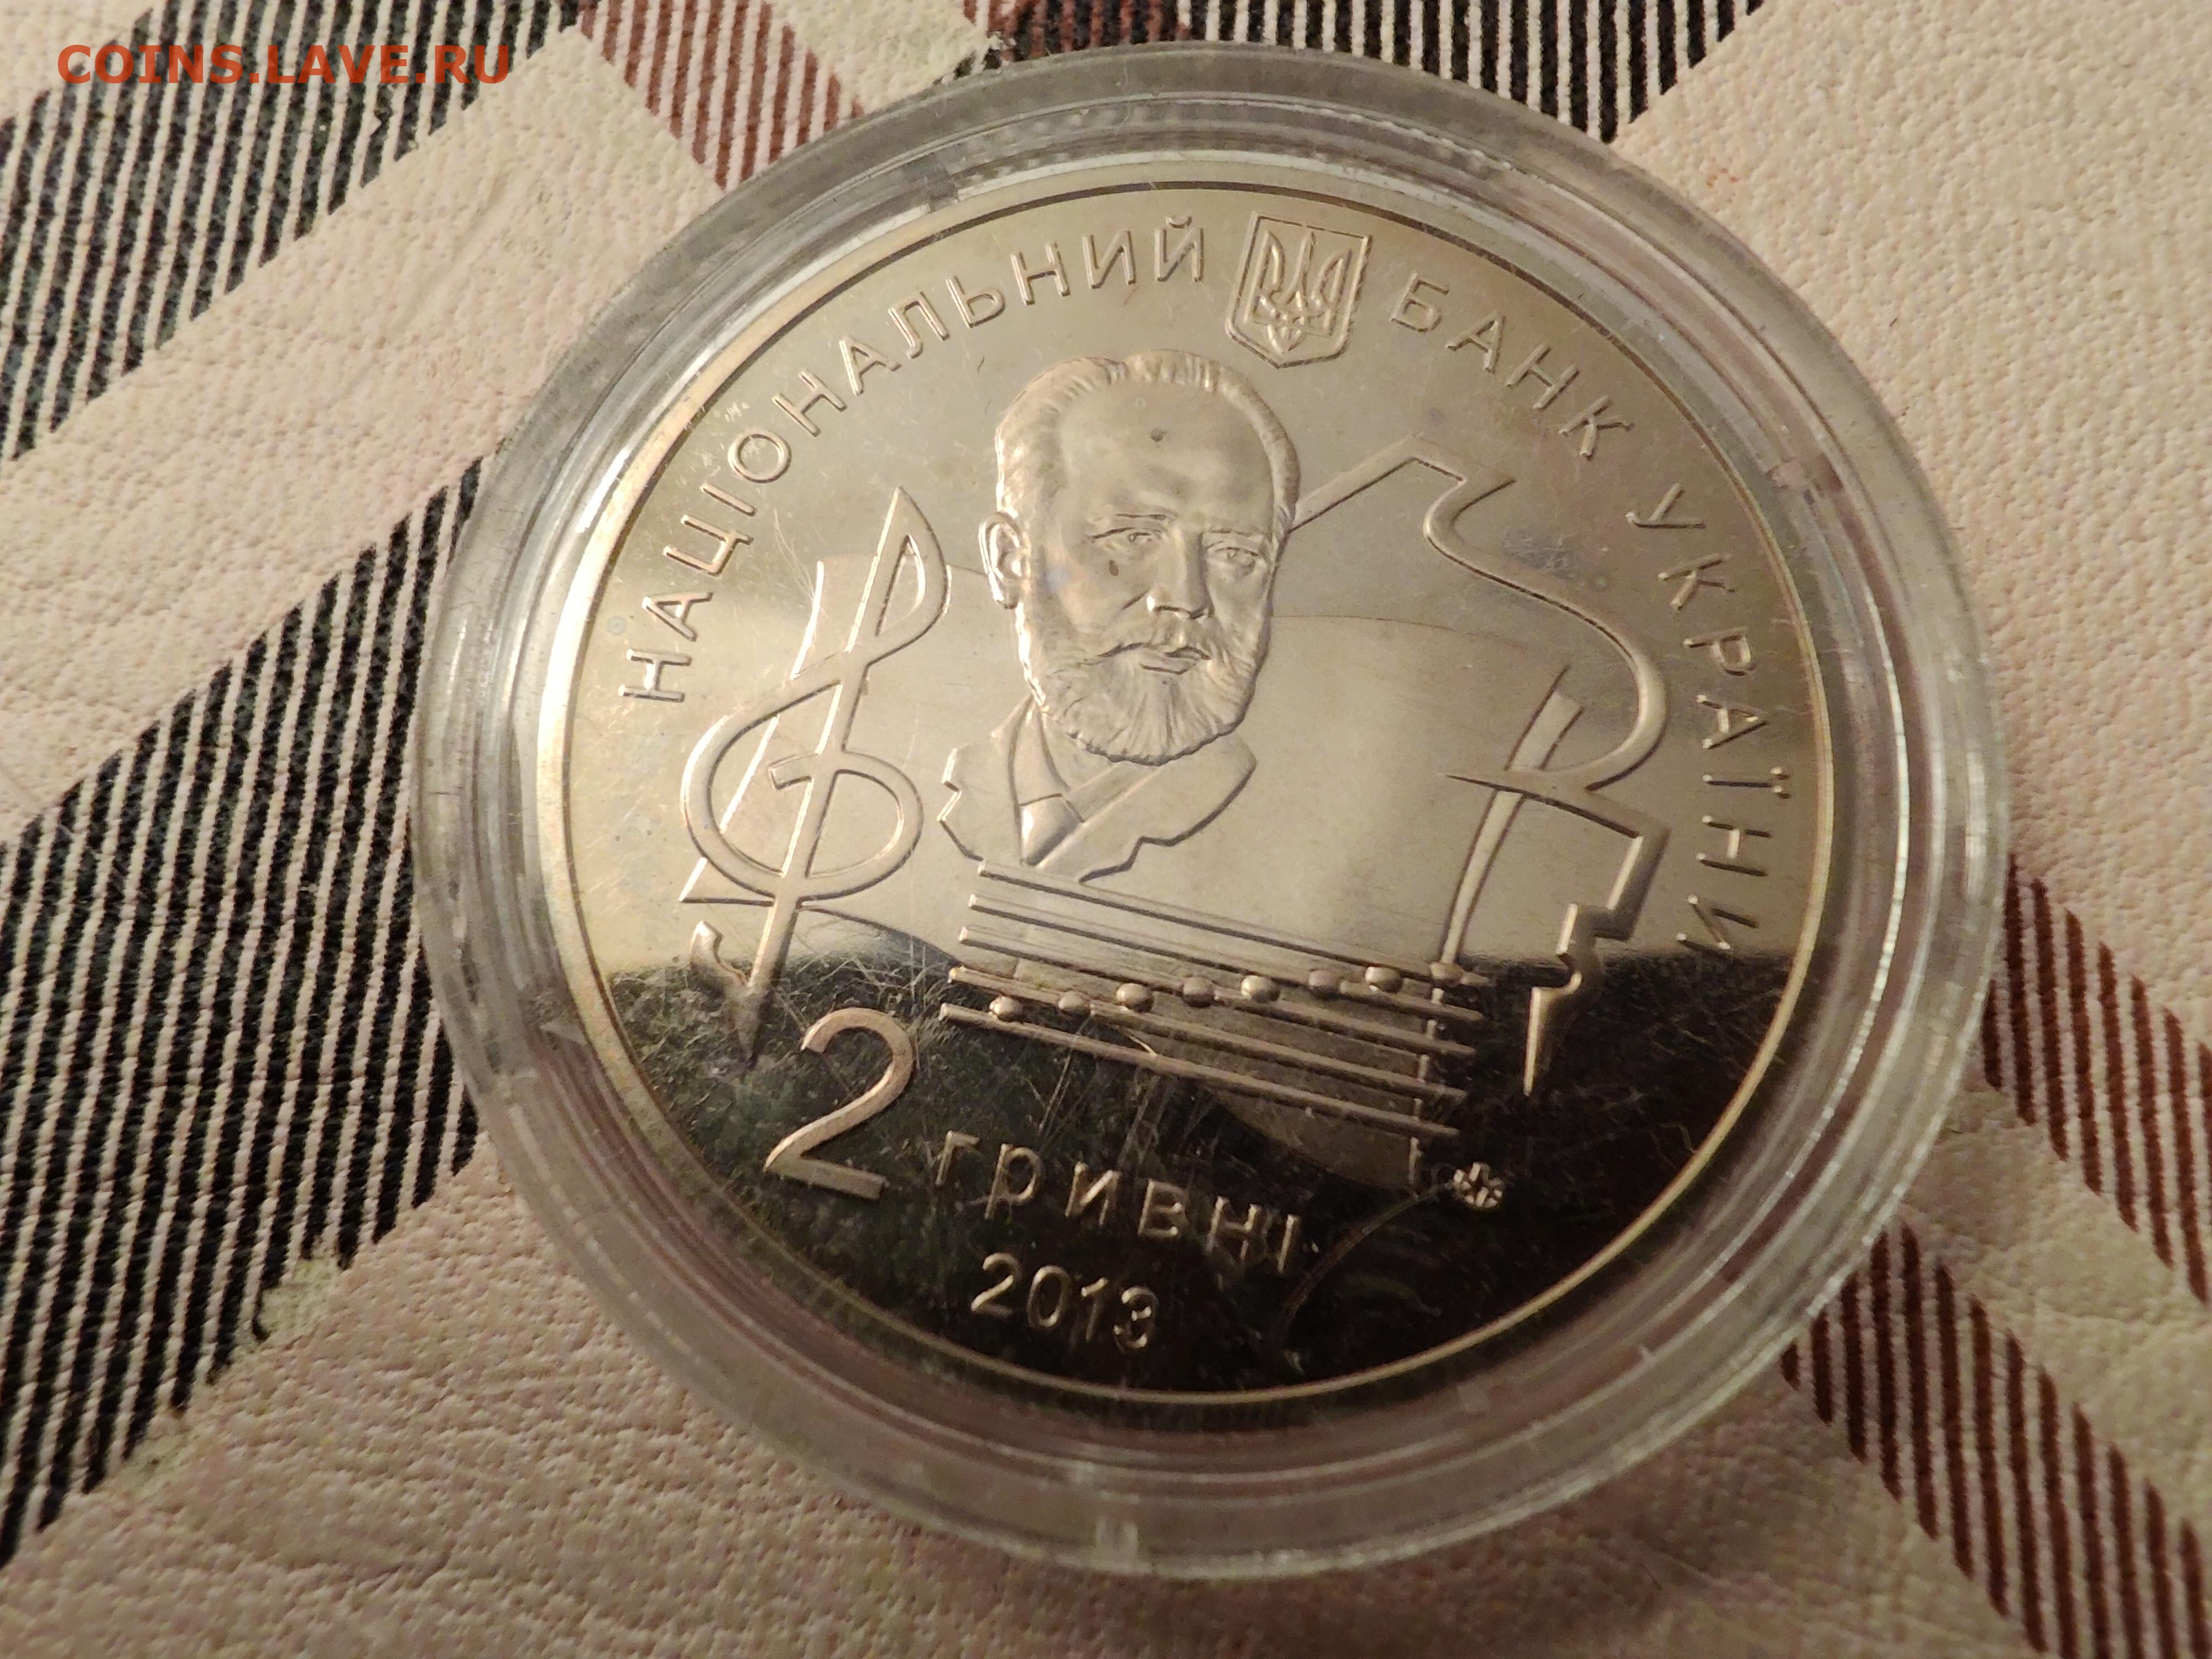 COINS.LAVE.RU
НАЦІОНАЛЬНИЙ БАНК УКРАЇНИ
2 гривні
2013